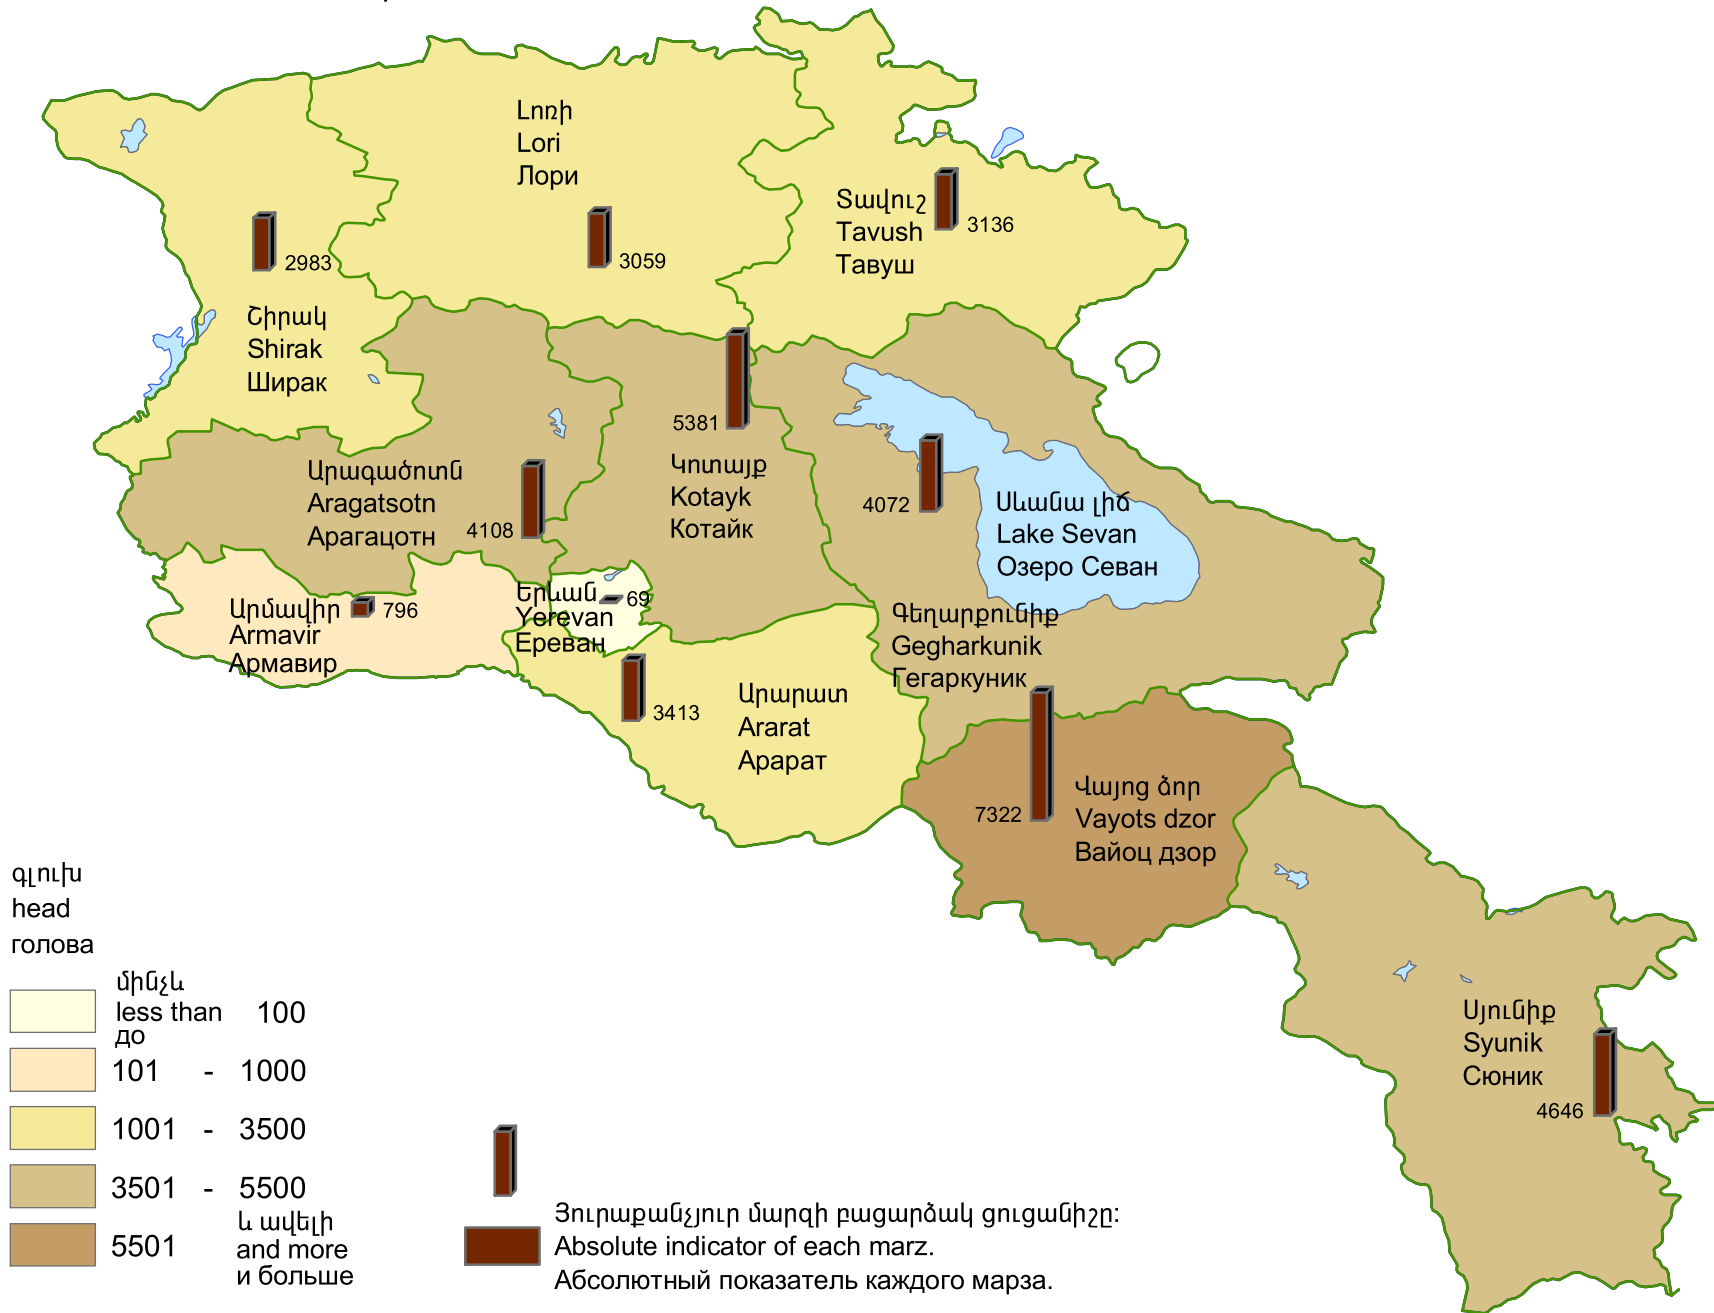 Լոռի
Lori
Лори
Տավուշ
Tavush
Тавуш
3136
2983
3059
Շիրակ
Shirak
Ширак
5381
Կոտայք
Kotayk
Котайк
Արագածոտն
Aragatsotn
Арагацотн
4108
4072
Սևանա լիճ
Lake Sevan
Озеро Севан
Երևան
Yerevan
Ереван
69
Արմավիր
Armavir
Армавир
796
Գեղարքունիք
Gegharkunik
Гегаркуник
3413
Արարատ
Ararat
Арарат
7322
Վայոց ձոր
Vayots dzor
Вайоц дзор
Սյունիք
Syunik
Сюник
4646
գլուխ
head
голова
մինչև
less than 100
до
101 - 1000
1001 - 3500
3501 - 5500
և ավելի
5501 and more
и больше
Յուրաքանչյուր մարզի բացարձակ ցուցանիշը:
Absolute indicator of each marz.
Абсолютный показатель каждого марза.